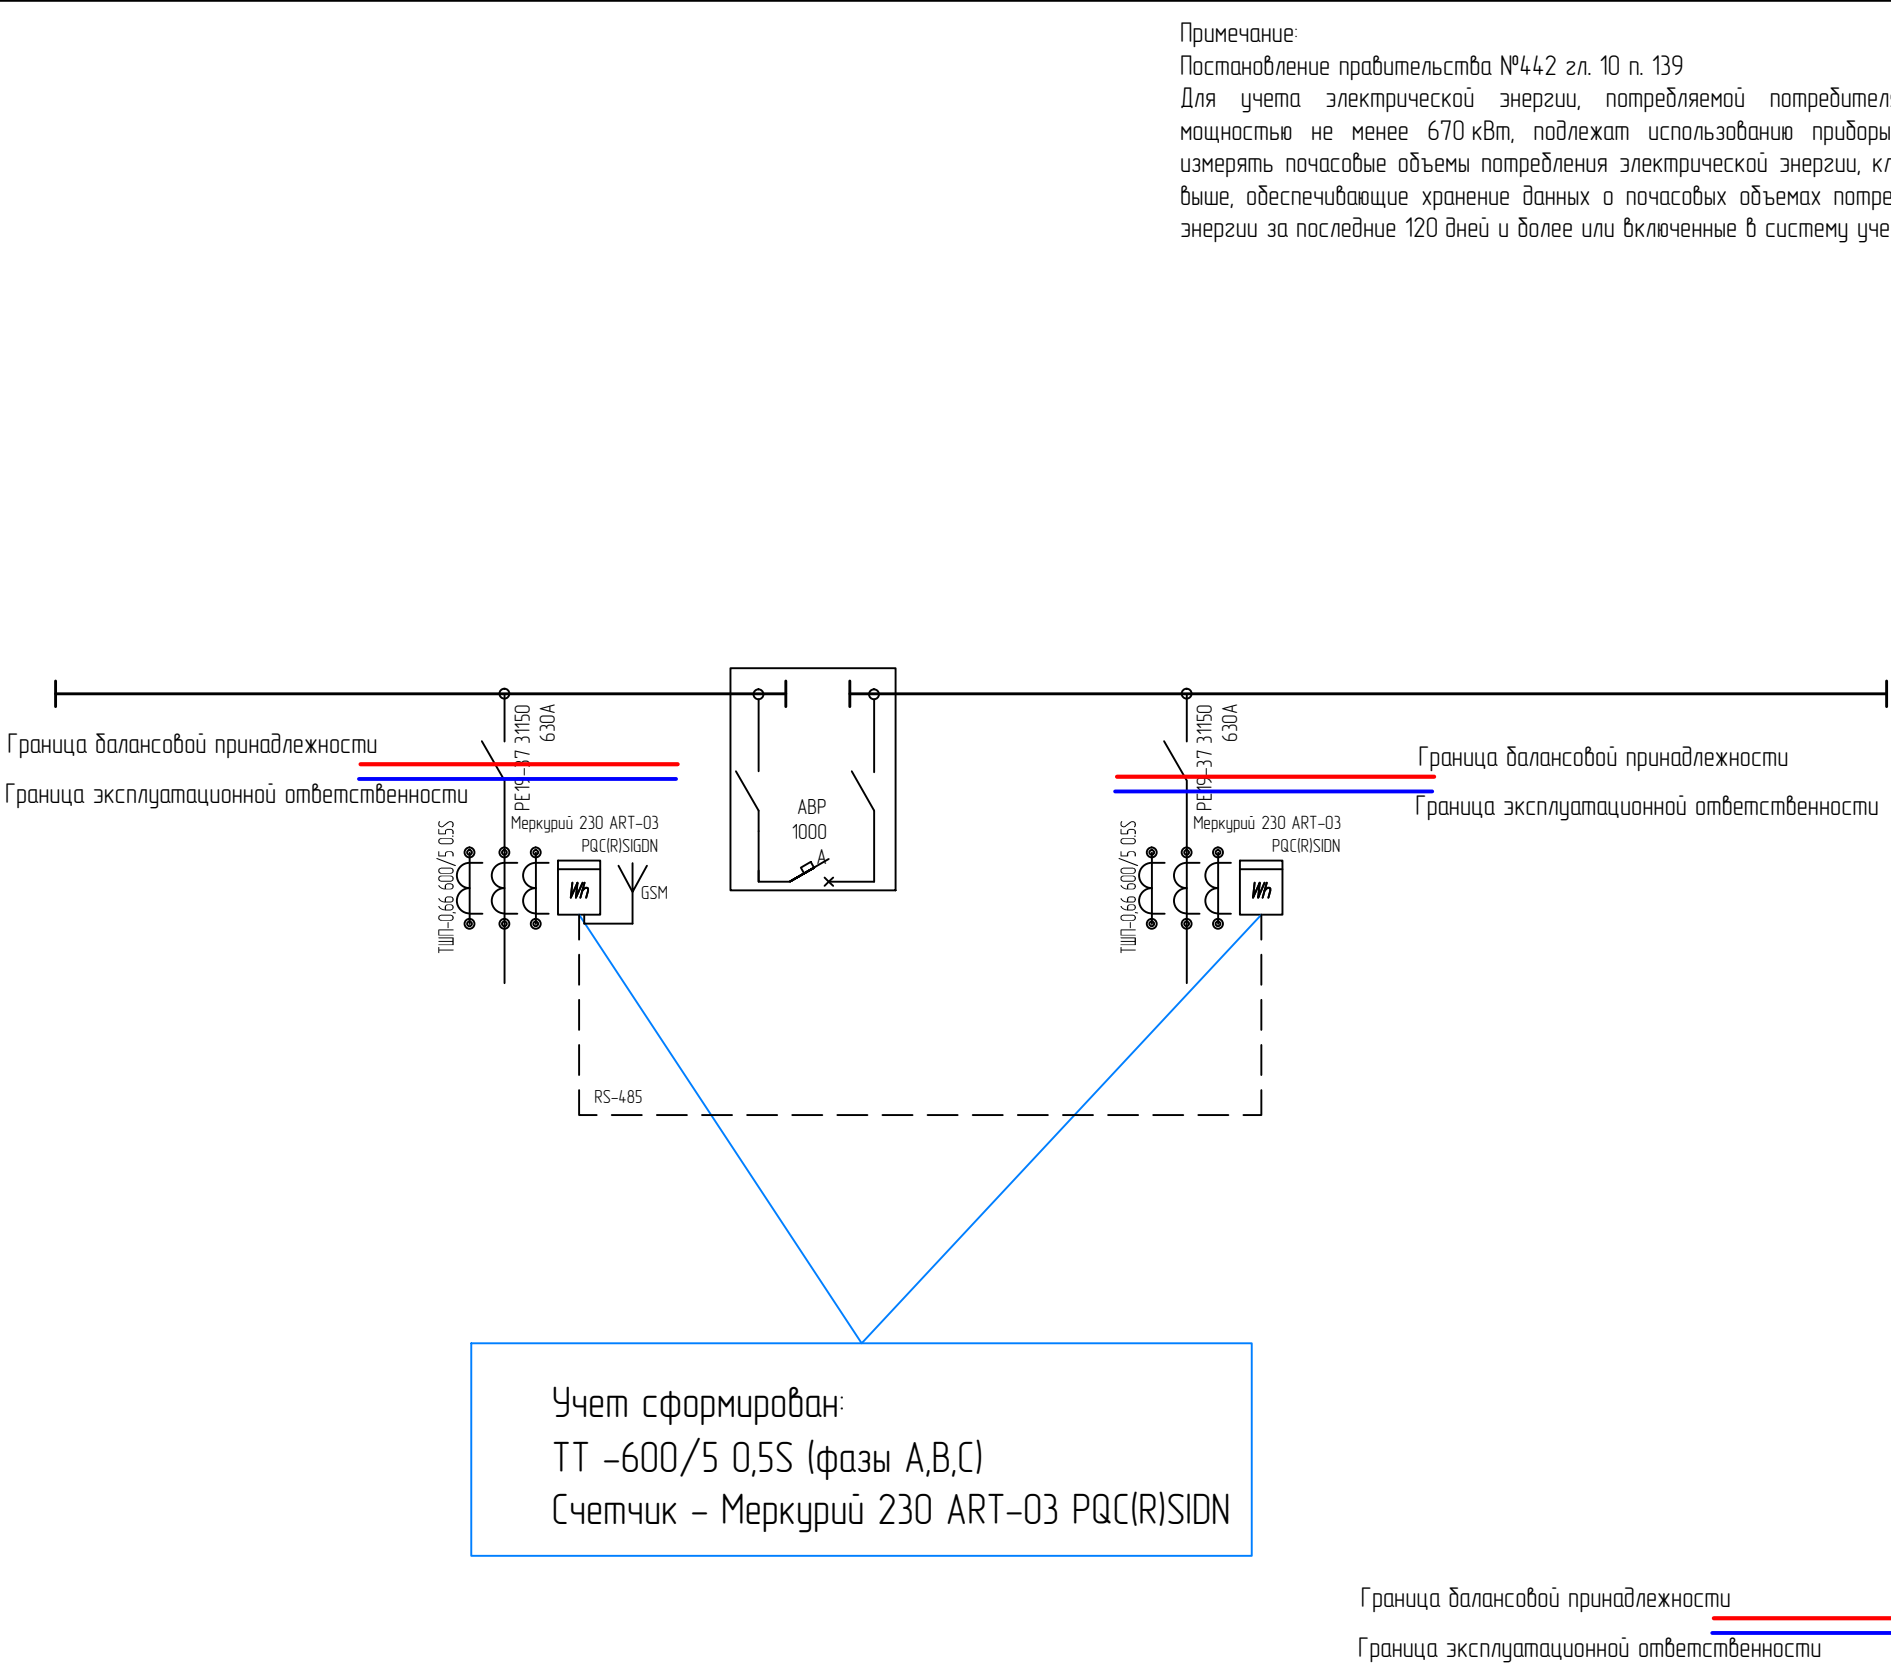 Примечание:
Постановление правительства №442 гл. 10 п. 139
Для учета электрической энергии, потребляемой
мощностью не менее 670 кВт, подлежат использованию приборы
измерять почасовые объемы потребления электрической энергии,
выше, обеспечивающие хранение данных о почасовых объемах
энергии за последние 120 дней и более или включенные в систему
Граница балансовой принадлежности
Граница эксплуатационной ответственности
РЕ19-37 31150
630А
ТШП-0,66 600/5 0.5S
Меркурий 230 ART-03
PQC(R)SIGDN
Wh
GSM
АВР
1000
А
РЕ19-37 31150
630А
ТШП-0,66 600/5 0.5S
Меркурий 230 ART-03
PQC(R)SIDN
Wh
Граница балансовой принадлежности
Граница эксплуатационной ответственности
RS-485
Учет сформирован:
ТТ -600/5 0,5S (фазы А,В,С)
Счетчик - Меркурий 230 ART-03 PQC(R)SIDN
Граница балансовой принадлежности
Граница эксплуатационной ответственности